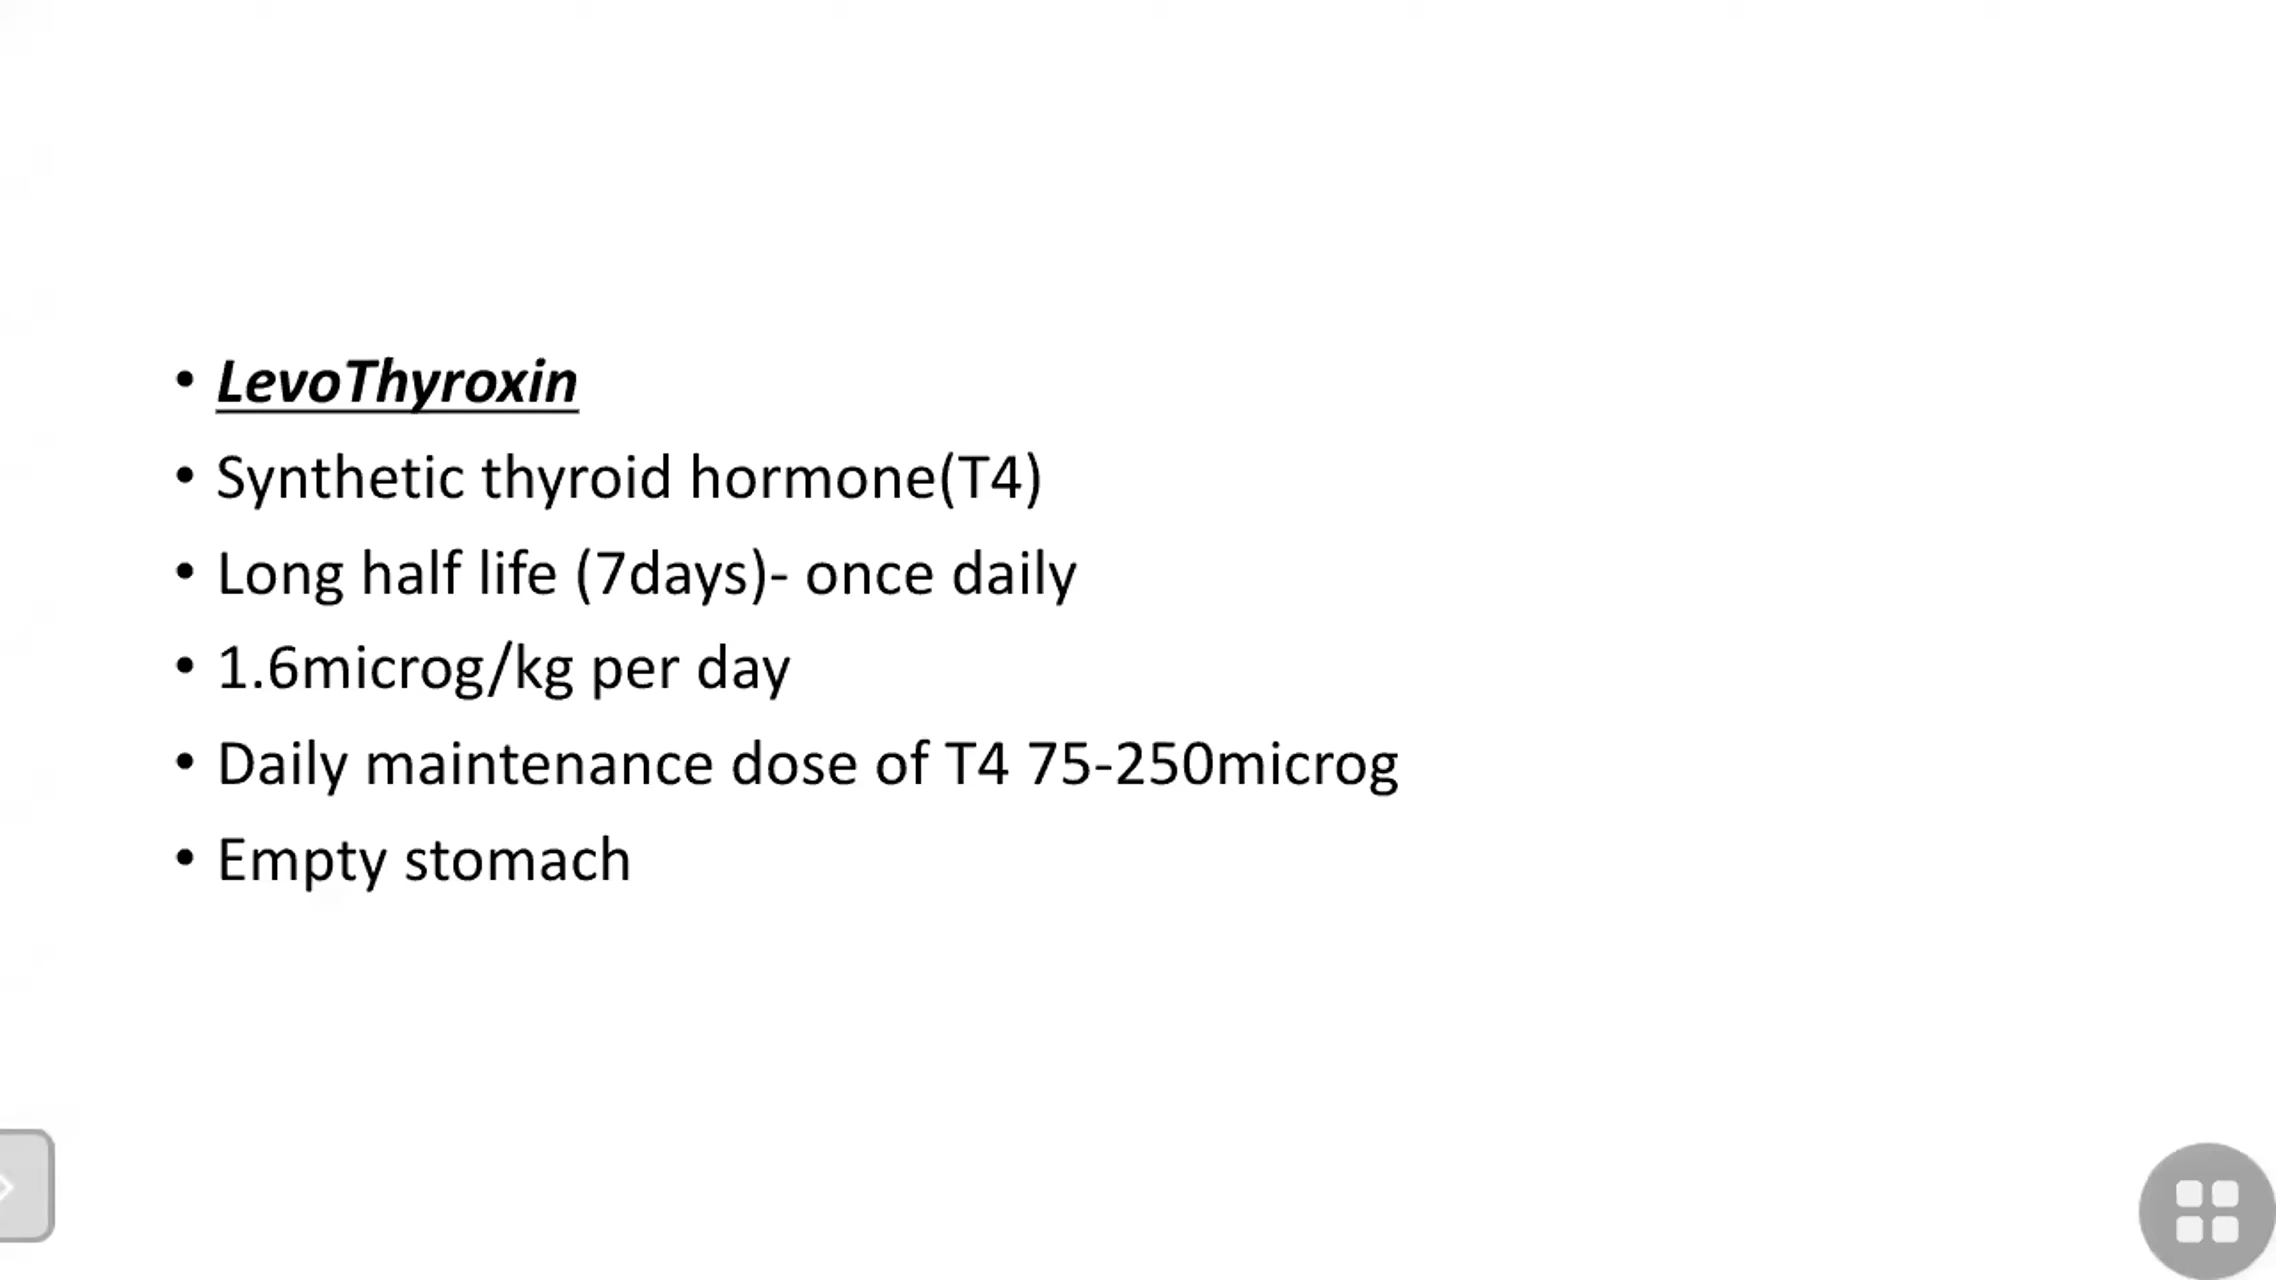 • LevoThyroxin
• Synthetic thyroid hormone(T4)
• Long half life (7days)- once daily
• 1.6microg/kg per day
• Daily maintenance dose of T4 75-250microg
• Empty stomach